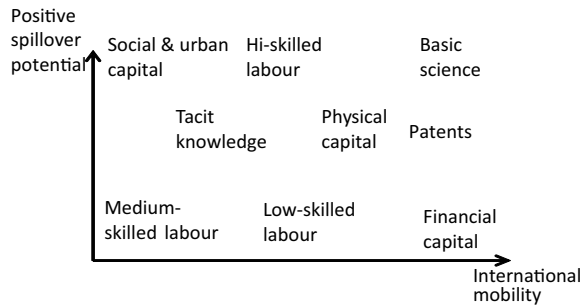 Positive
spillover
potential
Social & urban
capital
Hi-skilled
labour
Basic
science
Tacit
knowledge
Physical
capital
Patents
Medium-
skilled labour
Low-skilled
labour
Financial
capital
International
mobility